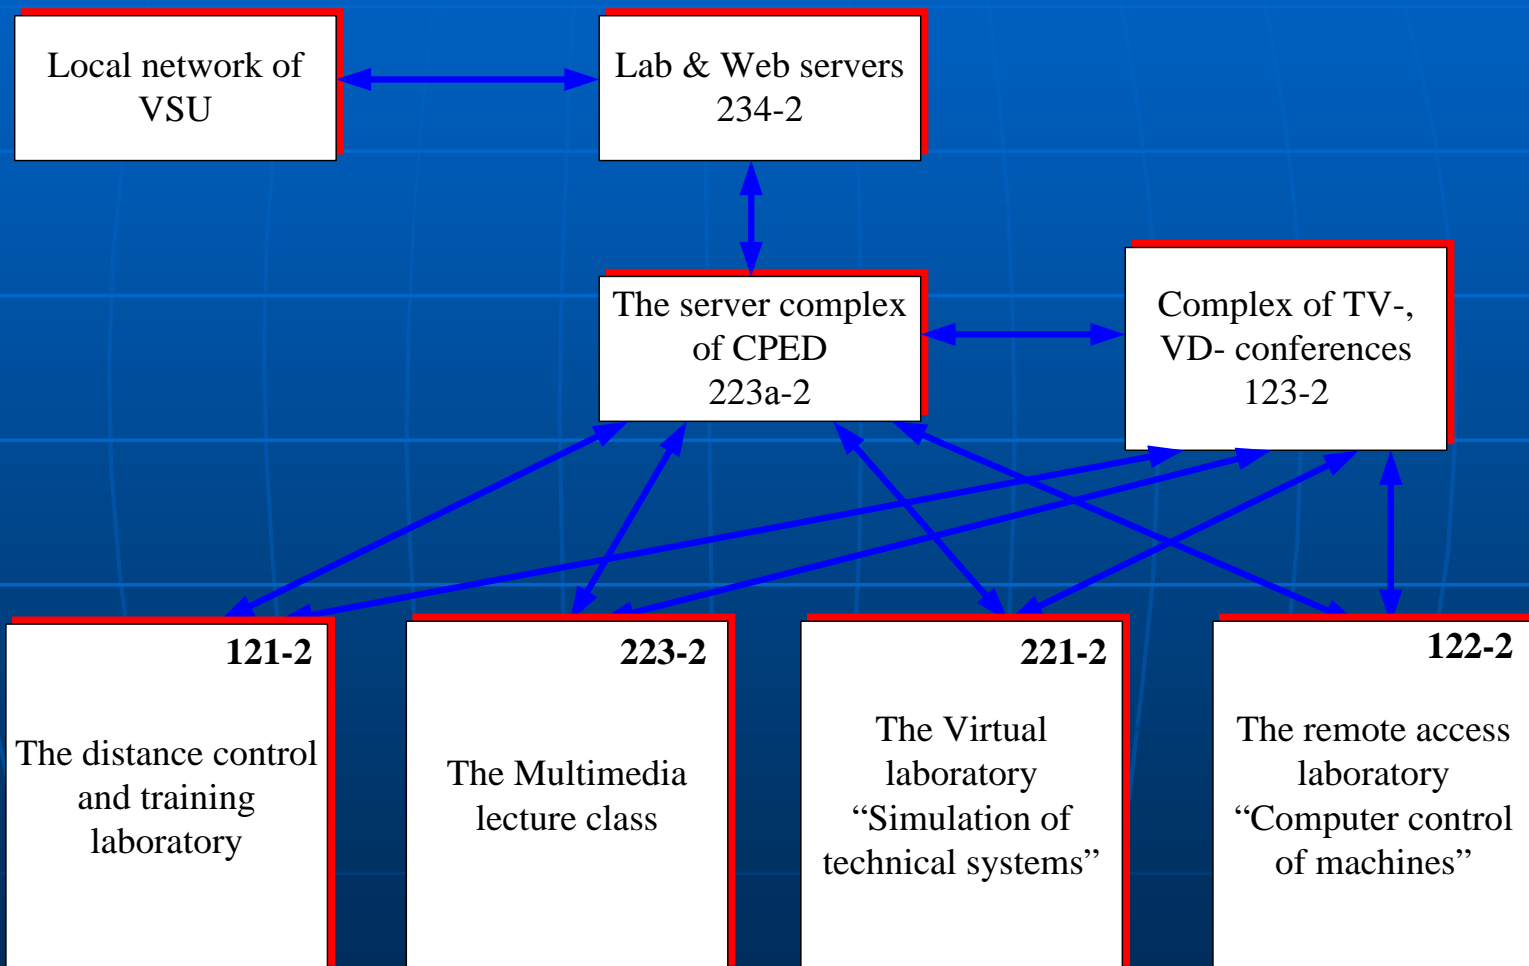 Local network of
VSU
Lab & Web servers
234-2
The server complex
of CPED
223a-2
Complex of TV-,
VD- conferences
123-2
121-2
The distance control
and training
laboratory
223-2
The Multimedia
lecture class
221-2
The Virtual
laboratory
“Simulation of
technical systems”
122-2
The remote access
laboratory
“Computer control
of machines”